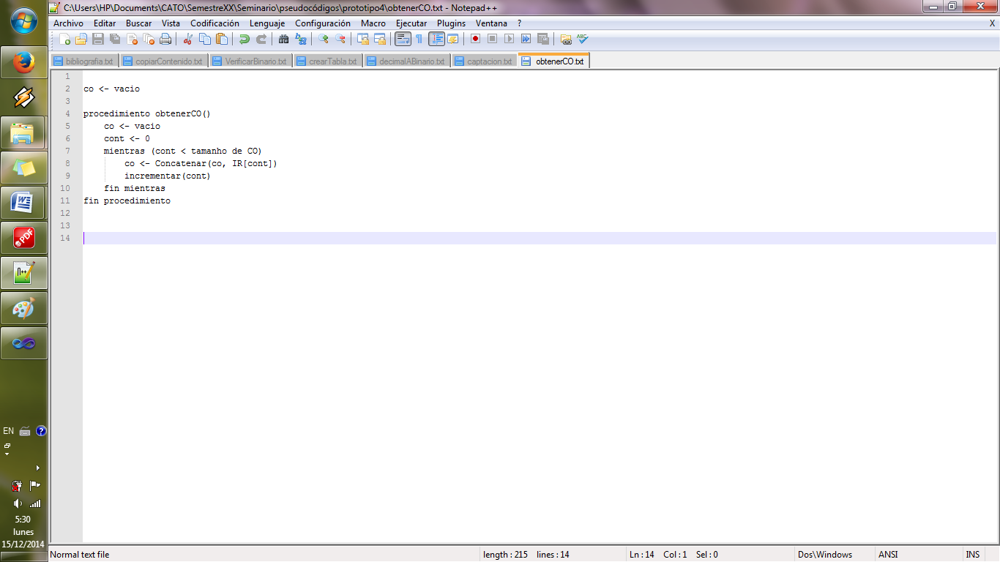 C:\Users\HP\Documents\CATO\SemestreXX\Seminario\pseudocódigos\prototipo4\obtenerCO.txt - Notepad++
Archivo Editar Buscar Vista Codificación Lenguaje Configuración Macro Ejecutar Plugins Ventana ? X
bibliografia.txt copiarContenido.txt VerificarBinario.txt crearTabla.txt decimalABinario.txt captacion.txt obtenerCO.txt
1
2 co <- vacio
3
4 procedimiento obtenerCO()
5 co <- vacio
6 cont <- 0
7 mientras (cont < tamanho de CO)
8 co <- Concatenar(co, IR[cont])
9 incrementar(cont)
10 fin mientras
11 fin procedimiento
12
13
14
EN
5:30
lunes
15/12/2014
Normal text file length : 215 lines : 14 Ln : 14 Col : 1 Sel : 0 Dos\Windows ANSI INS